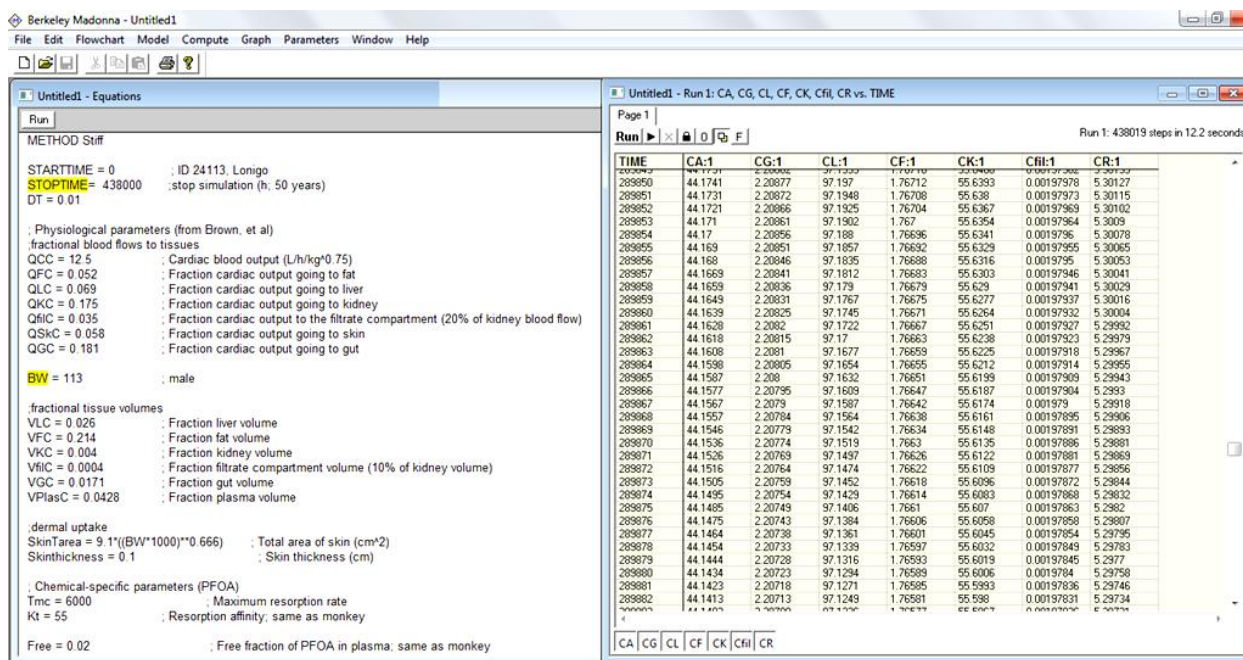 Berkeley Madonna - Untitled1
File Edit Flowchart Model Compute Graph Parameters Window Help
Untitled1 - Equations
Run
METHOD Stiff
STARTTIME = 0 ; ID 24113, Lonigo
STOPTIME= 438000 ;stop simulation (h; 50 years)
DT = 0.01
; Physiological parameters (from Brown, et al)
;fractional blood flows to tissues
QCC = 12.5 ; Cardiac blood output (L/h/kg^0.75)
QFC = 0.052 ; Fraction cardiac output going to fat
QLC = 0.069 ; Fraction cardiac output going to liver
QKC = 0.175 ; Fraction cardiac output going to kidney
QfilC = 0.035 ; Fraction cardiac output to the filtrate compartment (20% of kidney blood flow)
QSkC = 0.058 ; Fraction cardiac output going to skin
QGC = 0.181 ; Fraction cardiac output going to gut
BW = 113 ; male
;fractional tissue volumes
VLC = 0.026 ; Fraction liver volume
VFC = 0.214 ; Fraction fat volume
VKC = 0.004 ; Fraction kidney volume
VfilC = 0.0004 ; Fraction filtrate compartment volume (10% of kidney volume)
VGC = 0.0171 ; Fraction gut volume
VPlasC = 0.0428 ; Fraction plasma volume
;dermal uptake
SkinTarea = 9.1*((BW*1000)**0.666) ; Total area of skin (cm^2)
Skinthickness = 0.1 ; Skin thickness (cm)
; Chemical-specific parameters (PFOA)
Tmc = 6000 ; Maximum resorption rate
Kt = 55 ; Resorption affinity; same as monkey
Free = 0.02 ; Free fraction of PFOA in plasma; same as monkey
Untitled1 - Run 1: CA, CG, CL, CF, CK, Cfil, CR vs. TIME
Page 1
Run 0 F Run 1: 438019 steps in 12.2 seconds
TIME CA:1 CG:1 CL:1 CF:1 CK:1 Cfil:1 CR:1
289850 44.1741 2.20877 97.197 1.76712 55.6393 0.00197978 5.30127
289851 44.1731 2.20872 97.1948 1.76708 55.638 0.00197973 5.30115
289852 44.1721 2.20866 97.1925 1.76704 55.6367 0.00197969 5.30102
289853 44.171 2.20861 97.1902 1.767 55.6354 0.00197964 5.3009
289854 44.17 2.20856 97.188 1.76696 55.6341 0.0019796 5.30078
289855 44.169 2.20851 97.1857 1.76692 55.6329 0.00197955 5.30065
289856 44.168 2.20846 97.1835 1.76688 55.6316 0.0019795 5.30053
289857 44.1669 2.20841 97.1812 1.76683 55.6303 0.00197946 5.30041
289858 44.1659 2.20836 97.179 1.76679 55.629 0.00197941 5.30029
289859 44.1649 2.20831 97.1767 1.76675 55.6277 0.00197937 5.30016
289860 44.1639 2.20825 97.1745 1.76671 55.6264 0.00197932 5.30004
289861 44.1628 2.2082 97.1722 1.76667 55.6251 0.00197927 5.29992
289862 44.1618 2.20815 97.17 1.76663 55.6238 0.00197923 5.29979
289863 44.1608 2.2081 97.1677 1.76659 55.6225 0.00197918 5.29967
289864 44.1598 2.20805 97.1654 1.76655 55.6212 0.00197914 5.29955
289865 44.1587 2.208 97.1632 1.76651 55.6199 0.00197909 5.29943
289866 44.1577 2.20795 97.1609 1.76647 55.6187 0.00197904 5.2993
289867 44.1567 2.2079 97.1587 1.76642 55.6174 0.001979 5.29918
289868 44.1557 2.20784 97.1564 1.76638 55.6161 0.00197895 5.29906
289869 44.1546 2.20779 97.1542 1.76634 55.6148 0.00197891 5.29893
289870 44.1536 2.20774 97.1519 1.7663 55.6135 0.00197886 5.29881
289871 44.1526 2.20769 97.1497 1.76626 55.6122 0.00197881 5.29869
289872 44.1516 2.20764 97.1474 1.76622 55.6109 0.00197877 5.29856
289873 44.1505 2.20759 97.1452 1.76618 55.6096 0.00197872 5.29844
289874 44.1495 2.20754 97.1429 1.76614 55.6083 0.00197868 5.29832
289875 44.1485 2.20749 97.1406 1.7661 55.607 0.00197863 5.2982
289876 44.1475 2.20743 97.1384 1.76606 55.6058 0.00197858 5.29807
289877 44.1464 2.20738 97.1361 1.76601 55.6045 0.00197854 5.29795
289878 44.1454 2.20733 97.1339 1.76597 55.6032 0.00197849 5.29783
289879 44.1444 2.20728 97.1316 1.76593 55.6019 0.00197845 5.2977
289880 44.1434 2.20723 97.1294 1.76589 55.6006 0.0019784 5.29758
289881 44.1423 2.20718 97.1271 1.76585 55.5993 0.00197836 5.29746
289882 44.1413 2.20713 97.1249 1.76581 55.598 0.00197831 5.29734
CA CG CL CF CK Cfil CR